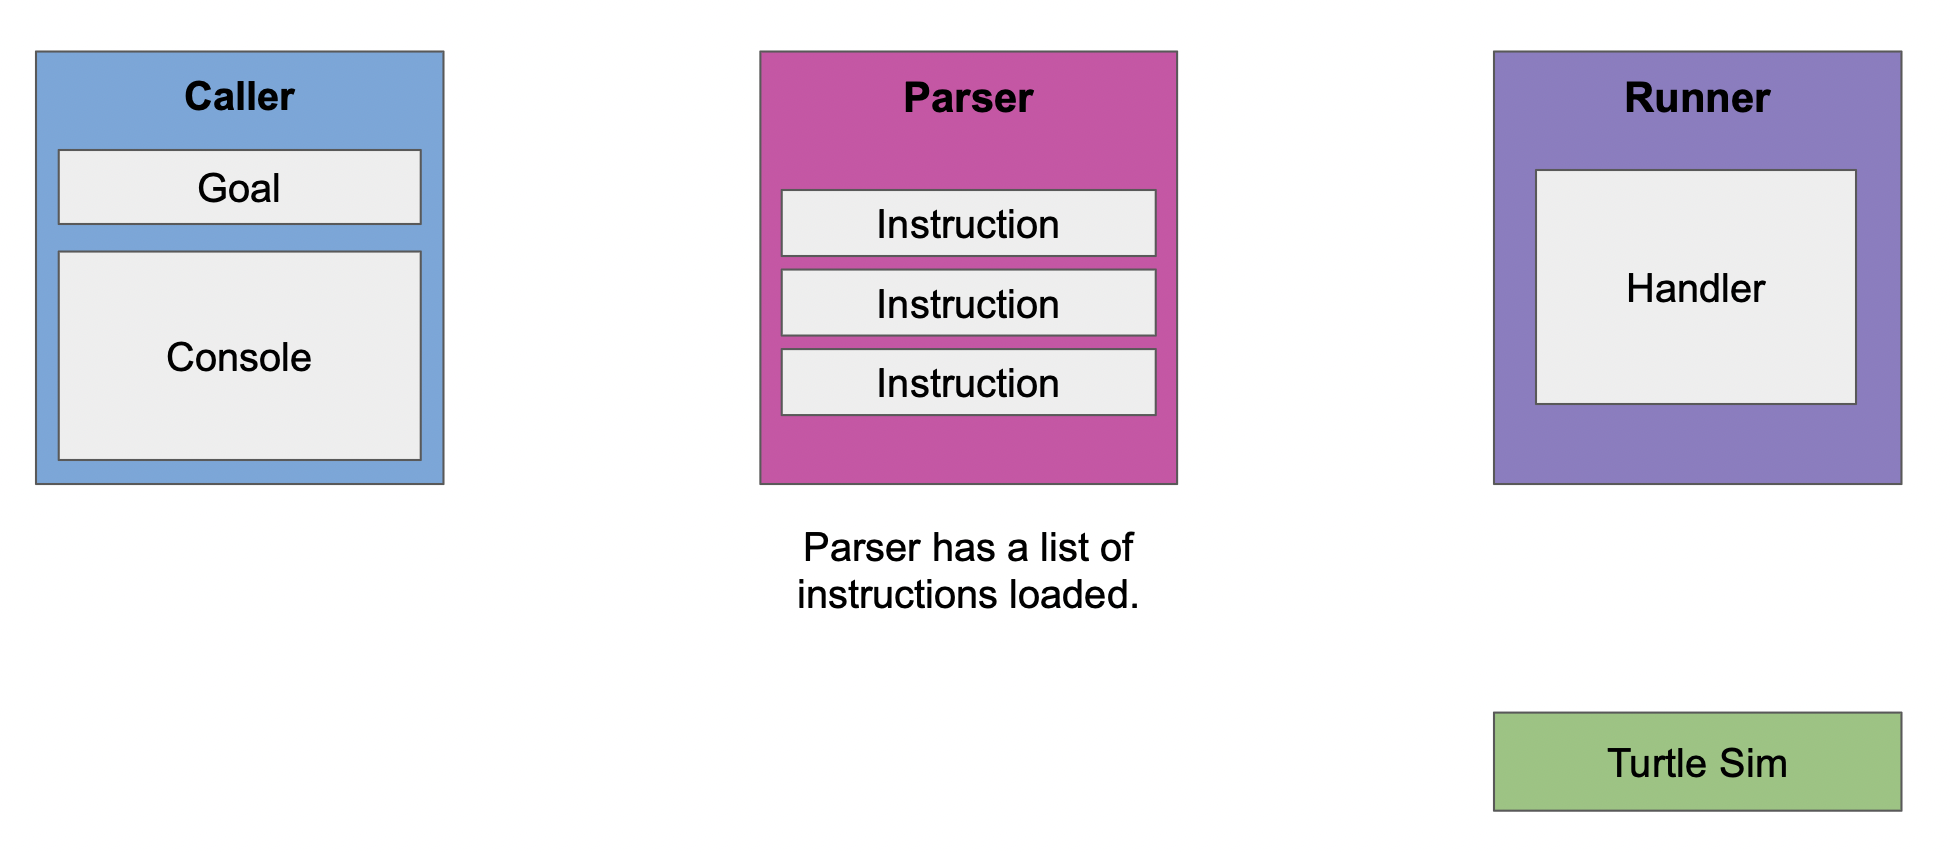 Caller
Goal
Console
Parser
Instruction
Instruction
Instruction
Parser has a list of
instructions loaded.
Runner
Handler
Turtle Sim